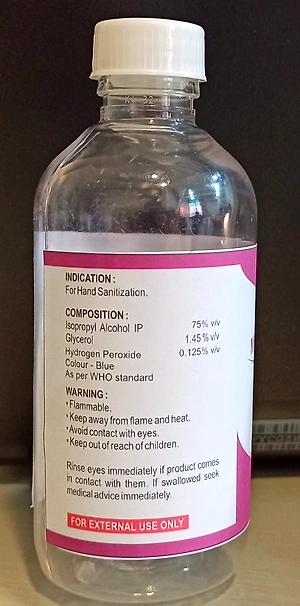 INDICATION :
For Hand Sanitization.
COMPOSITION :
Isopropyl Alcohol IP 75% v/v
Glycerol 1.45% v/v
Hydrogen Peroxide 0.125% v/v
Colour - Blue
As per WHO standard
WARNING :
•Flammable.
•Keep away from flame and heat.
•Avoid contact with eyes.
•Keep out of reach of children.
Rinse eyes immediately if product comes
in contact with them. If swallowed seek
medical advice immediately.
FOR EXTERNAL USE ONLY